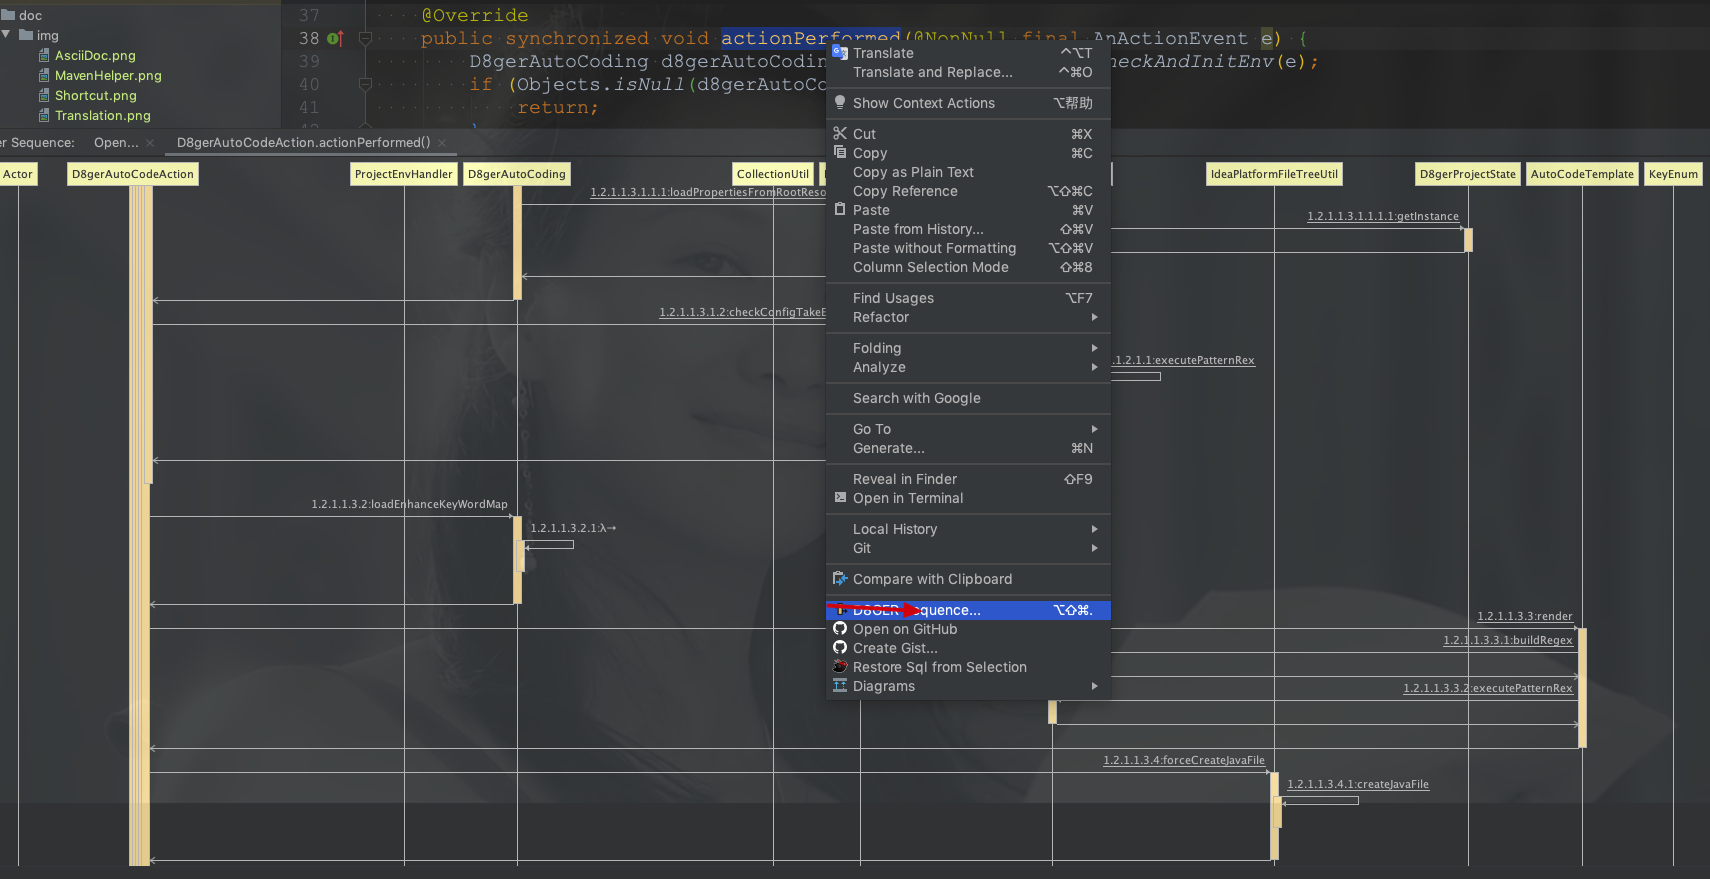 doc
img
AsciiDoc.png
MavenHelper.png
Shortcut.png
Translation.png
37 @Override
38 public synchronized void actionPerformed(@NonNull final AnActionEvent e) {
39 D8gerAutoCoding d8gerAutoCodin eckAndInitEnv(e);
40 if (Objects.isNull(d8gerAutoCo
41 return;
er Sequence: Open... D8gerAutoCodeAction.actionPerformed()
Actor D8gerAutoCodeAction ProjectEnvHandler D8gerAutoCoding CollectionUtil IdeaPlatformFileTreeUtil D8gerProjectState AutoCodeTemplate KeyEnum
1.2.1.1.3.1.1.1:loadPropertiesFromRootReso
1.2.1.1.3.1.1.1.1:getInstance
1.2.1.1.3.1.2:checkConfigTakeE
.1.2.1.1:executePatternRex
1.2.1.1.3.2:loadEnhanceKeyWordMap
1.2.1.1.3.2.1:λ→
1.2.1.1.3.3:render
1.2.1.1.3.3.1:buildRegex
1.2.1.1.3.3.2:executePatternRex
1.2.1.1.3.4:forceCreateJavaFile
1.2.1.1.3.4.1:createJavaFile
Translate ^⌥T
Translate and Replace... ^⌘O
Show Context Actions ⌥帮助
Cut ⌘X
Copy ⌘C
Copy as Plain Text
Copy Reference ⌥⇧⌘C
Paste ⌘V
Paste from History... ⇧⌘V
Paste without Formatting ⌥⇧⌘V
Column Selection Mode ⇧⌘8
Find Usages ⌥F7
Refactor
Folding
Analyze
Search with Google
Go To
Generate... ⌘N
Reveal in Finder ⇧F9
Open in Terminal
Local History
Git
Compare with Clipboard
D8GER quence... ⌥⇧⌘.
Open on GitHub
Create Gist...
Restore Sql from Selection
Diagrams